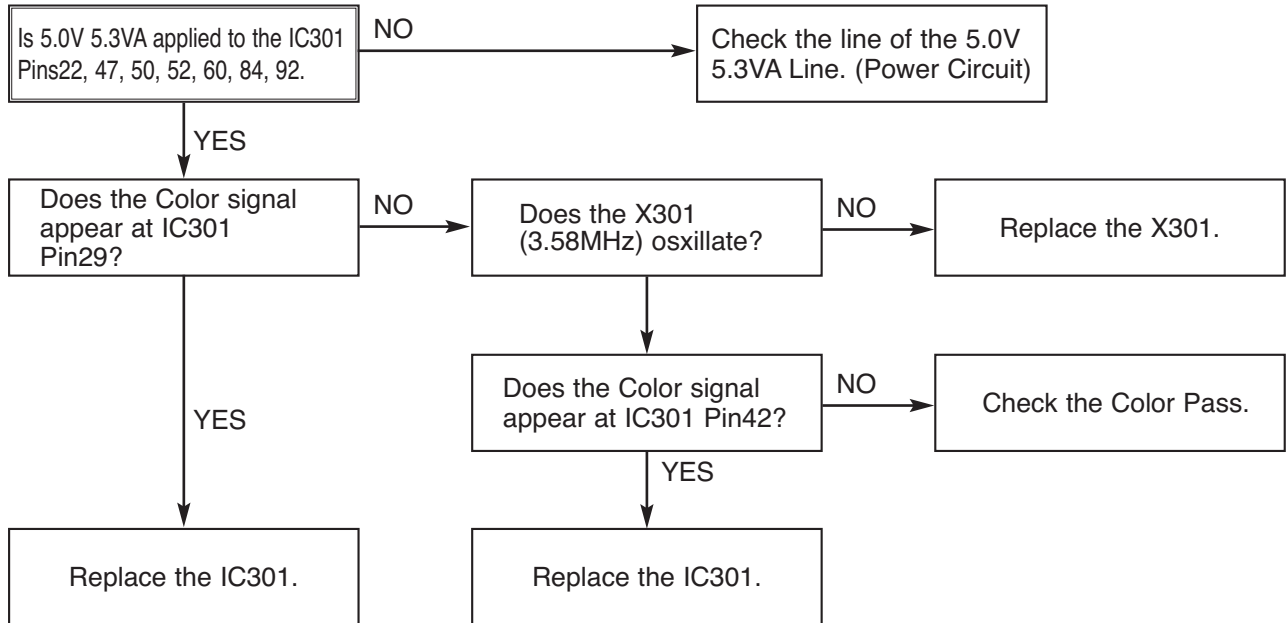 Is 5.0V 5.3VA applied to the IC301
Pins22, 47, 50, 52, 60, 84, 92.
NO
Check the line of the 5.0V
5.3VA Line. (Power Circuit)
YES
Does the Color signal
appear at IC301
Pin29?
NO
Does the X301
(3.58MHz) osxillate?
NO
Replace the X301.
YES
Does the Color signal
appear at IC301 Pin42?
NO
Check the Color Pass.
YES
Replace the IC301.
Replace the IC301.